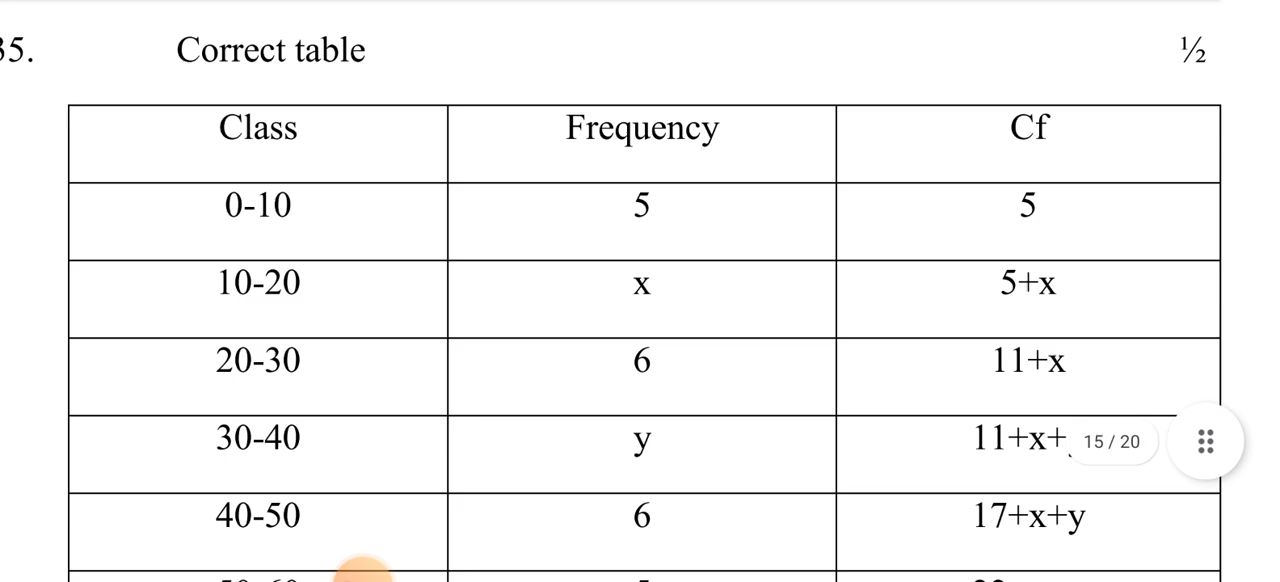 35. Correct table ½
Class Frequency Cf
0-10 5 5
10-20 x 5+x
20-30 6 11+x
30-40 y 11+x+
15 / 20
40-50 6 17+x+y